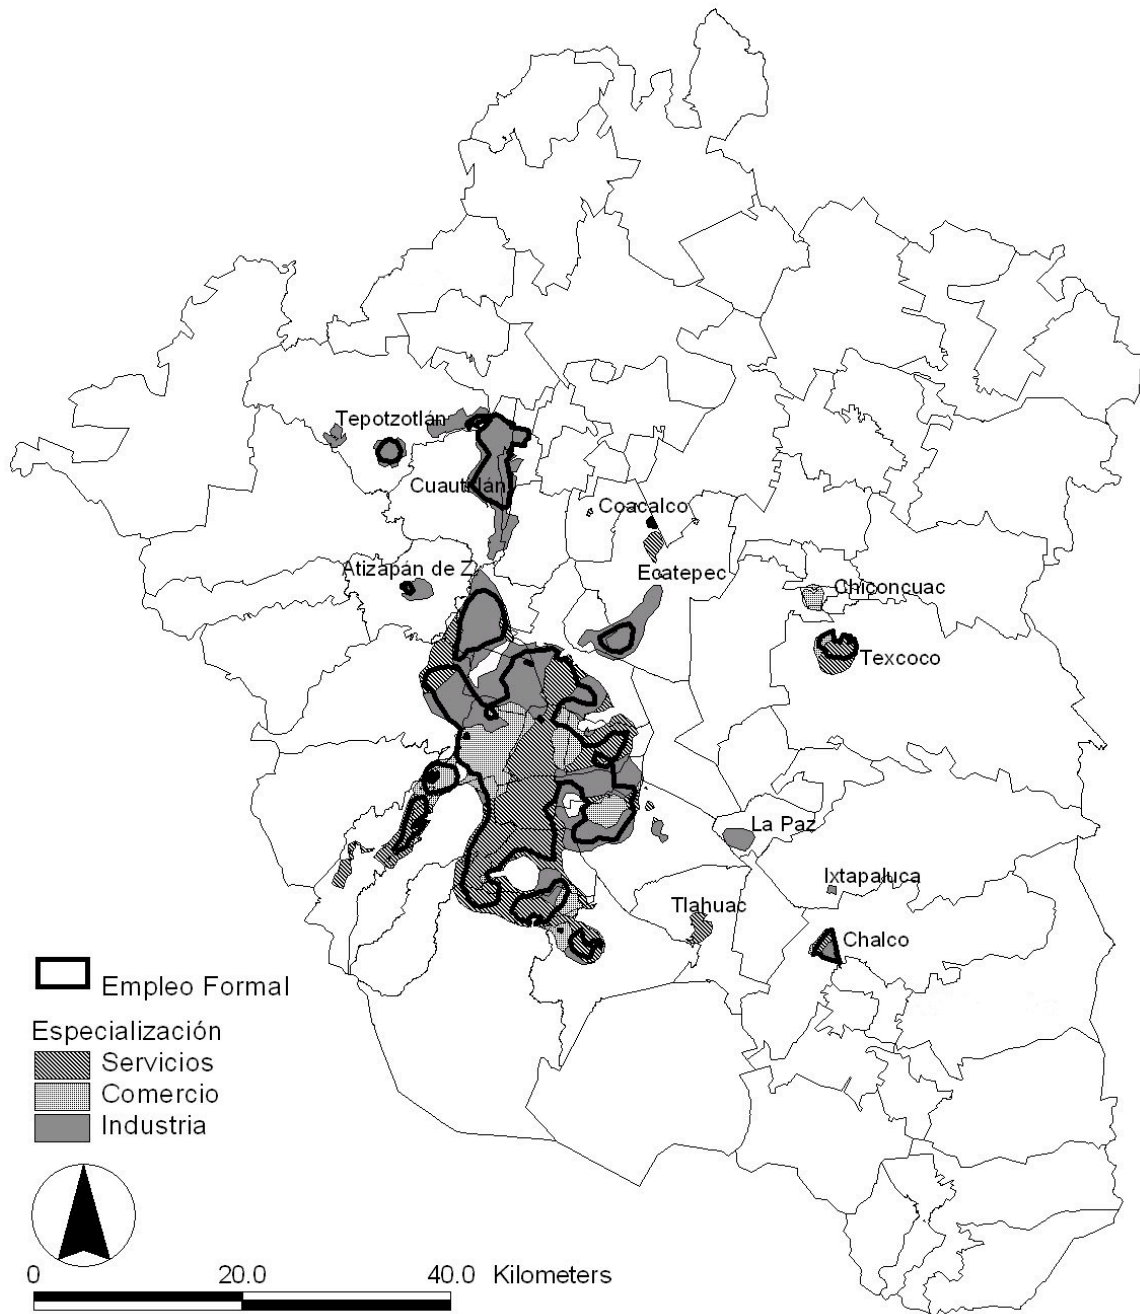 Tepotzotlán
Cuautitlán
Coacalco
Atizapán de Z.
Ecatepec
Chiconcuac
Texcoco
La Paz
Ixtapaluca
Tlahuac
Chalco
Empleo Formal
Especialización
Servicios
Comercio
Industria
0 20.0 40.0 Kilometers